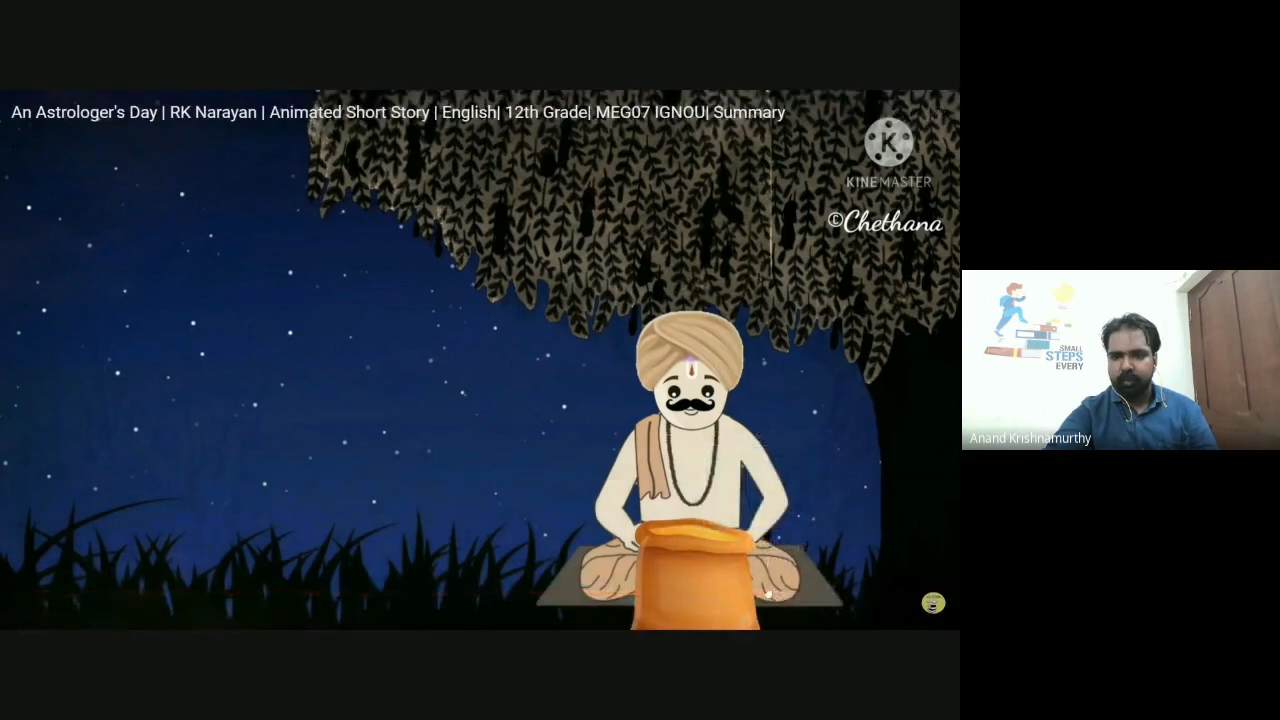 An Astrologer's Day | RK Narayan | Animated Short Story | English| 12th Grade| MEG07 IGNOU| Summary
K
KINEMASTER
©Chethana
SMALL
STEPS
EVERY
Anand Krishnamurthy